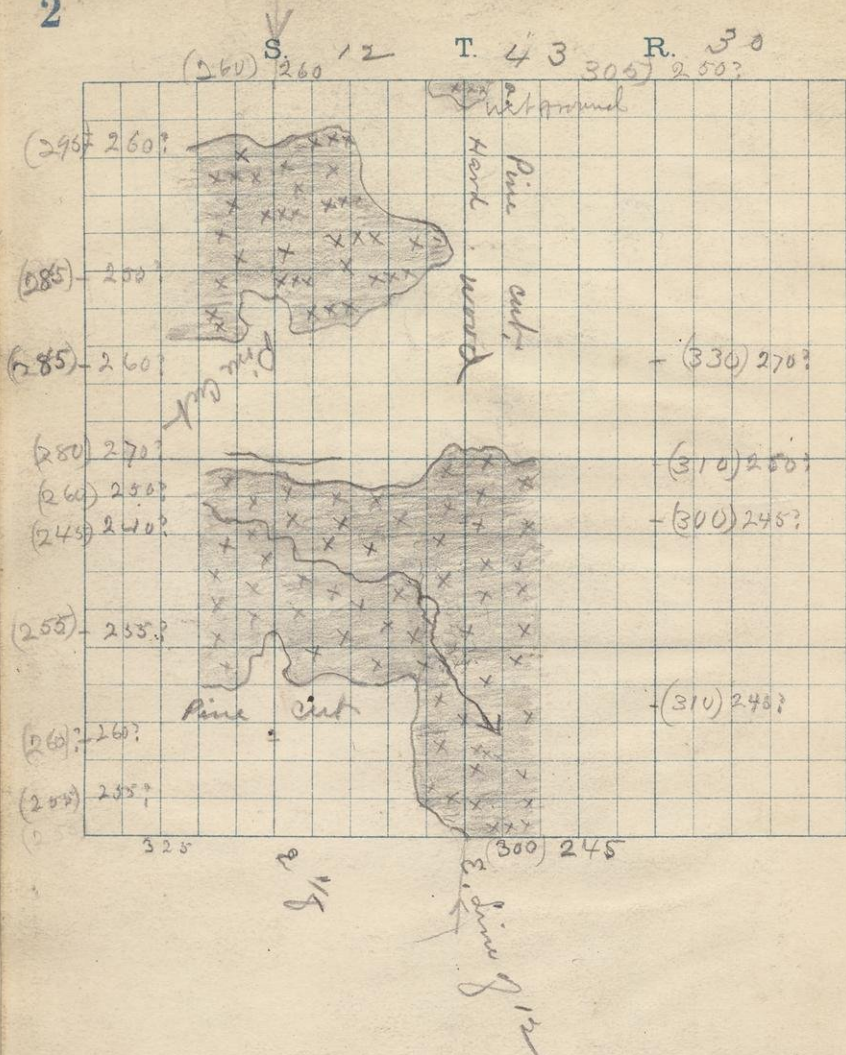 2
S. 12 T. 43 R. 30
(260) 260 305) 250?
wet ground
(295) 260?
Hard wood
Pine cut
(285) - 250?
(285) - 260?
- (330) 270?
Pine Cut
(280) 270?
- (310) 250?
(260) 250?
(245) 240?
- (300) 245?
(255) - 235?
Pine cut
- (310) 245?
(260)? - 260?
(255) 255?
325
(300) 245
E. Line of 12